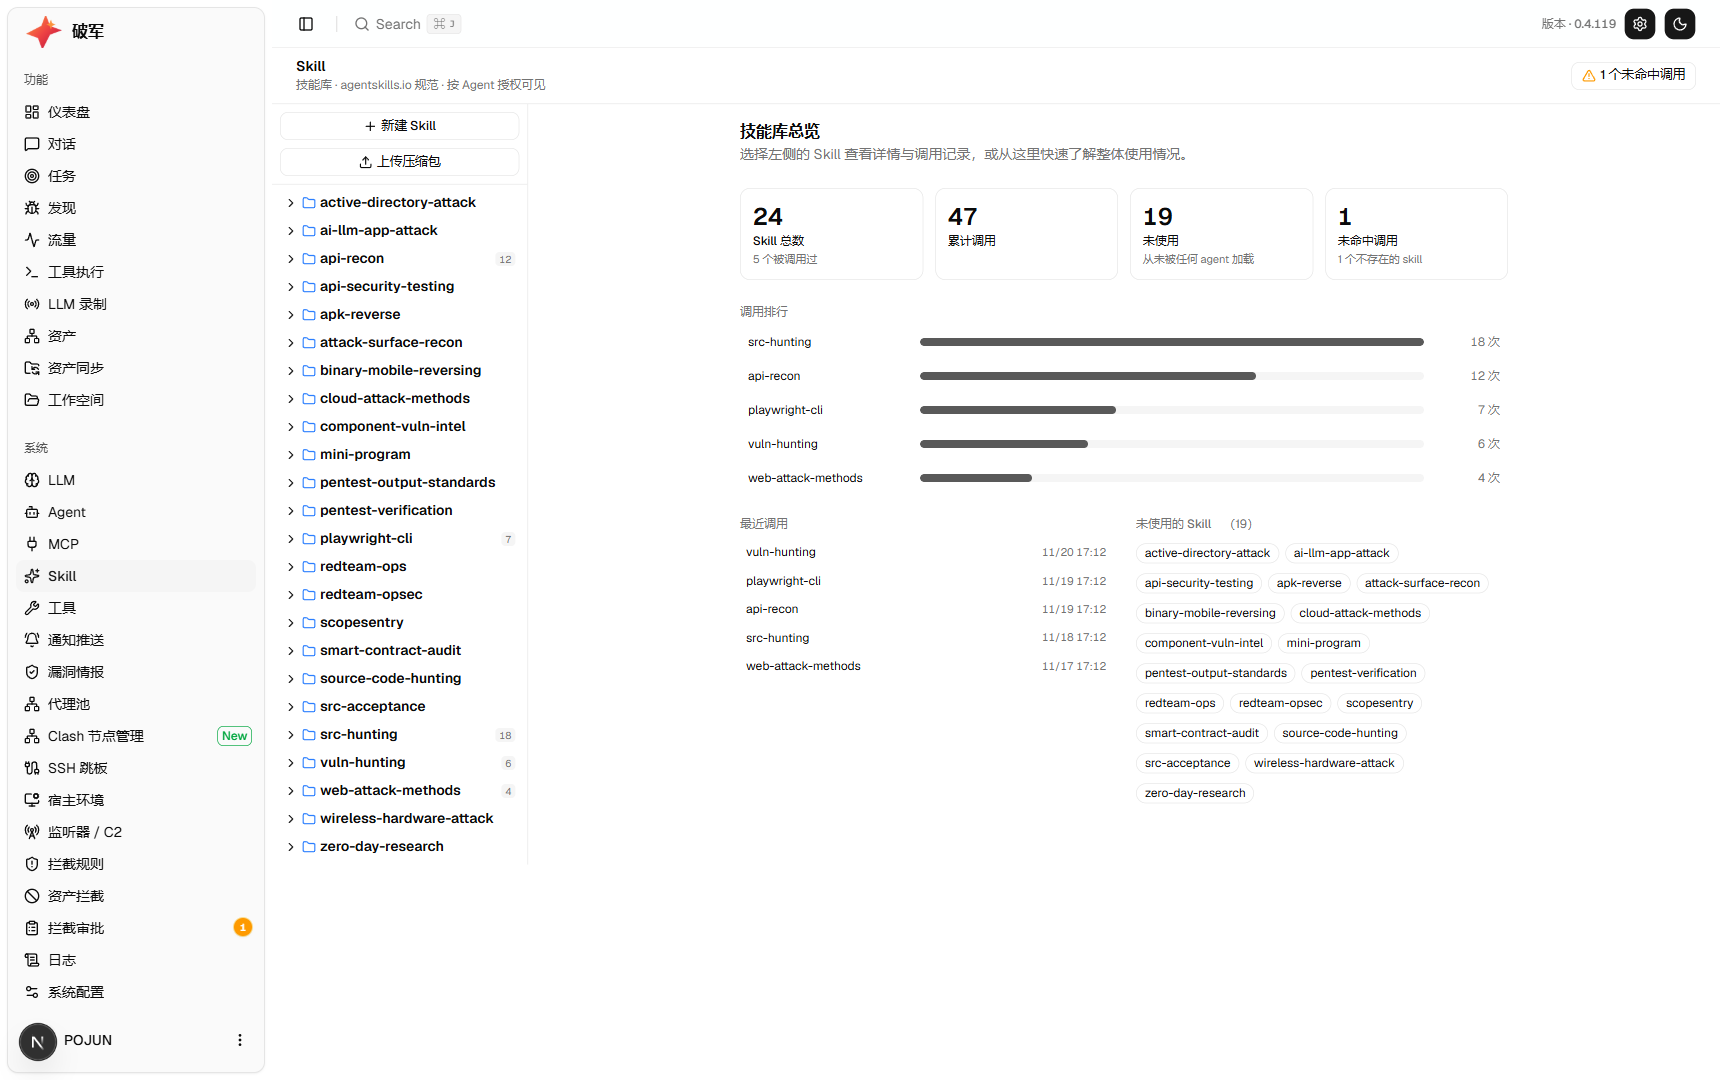 破军
功能
仪表盘
对话
任务
发现
流量
工具执行
LLM 录制
资产
资产同步
工作空间
系统
LLM
Agent
MCP
Skill
工具
通知推送
漏洞情报
代理池
Clash 节点管理 New
SSH 跳板
宿主环境
监听器 / C2
拦截规则
资产拦截
拦截审批 1
日志
系统配置
N POJUN
Search ⌘ J
版本 · 0.4.119
Skill
技能库 · agentskills.io 规范 · 按 Agent 授权可见
1 个未命中调用
+ 新建 Skill
上传压缩包
active-directory-attack
ai-llm-app-attack
api-recon 12
api-security-testing
apk-reverse
attack-surface-recon
binary-mobile-reversing
cloud-attack-methods
component-vuln-intel
mini-program
pentest-output-standards
pentest-verification
playwright-cli 7
redteam-ops
redteam-opsec
scopesentry
smart-contract-audit
source-code-hunting
src-acceptance
src-hunting 18
vuln-hunting 6
web-attack-methods 4
wireless-hardware-attack
zero-day-research
技能库总览
选择左侧的 Skill 查看详情与调用记录，或从这里快速了解整体使用情况。
24
Skill 总数
5 个被调用过
47
累计调用
19
未使用
从未被任何 agent 加载
1
未命中调用
1 个不存在的 skill
调用排行
src-hunting 18 次
api-recon 12 次
playwright-cli 7 次
vuln-hunting 6 次
web-attack-methods 4 次
最近调用
vuln-hunting 11/20 17:12
playwright-cli 11/19 17:12
api-recon 11/19 17:12
src-hunting 11/18 17:12
web-attack-methods 11/17 17:12
未使用的 Skill (19)
active-directory-attack ai-llm-app-attack
api-security-testing apk-reverse attack-surface-recon
binary-mobile-reversing cloud-attack-methods
component-vuln-intel mini-program
pentest-output-standards pentest-verification
redteam-ops redteam-opsec scopesentry
smart-contract-audit source-code-hunting
src-acceptance wireless-hardware-attack
zero-day-research